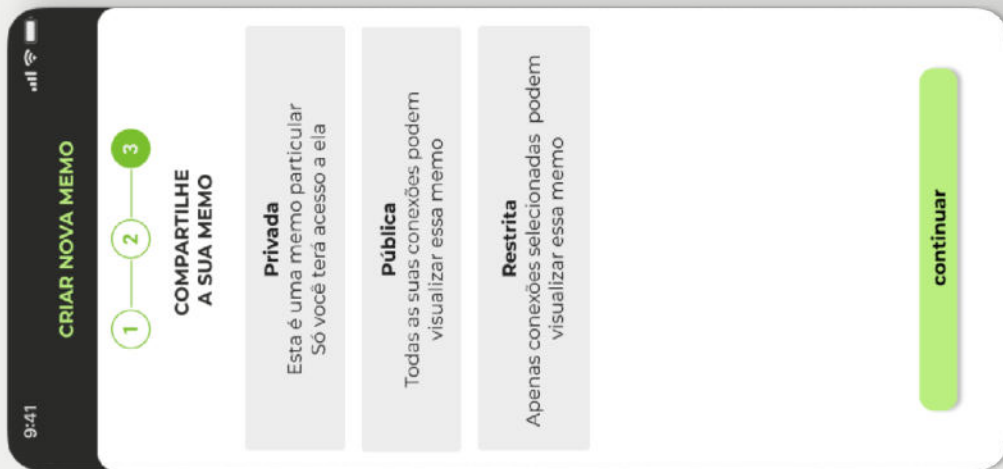 9:41
CRIAR NOVA MEMO
1 2 3
COMPARTILHE
A SUA MEMO
Privada
Esta é uma memo particular
Só você terá acesso a ela
Pública
Todas as suas conexões podem
visualizar essa memo
Restrita
Apenas conexões selecionadas podem
visualizar essa memo
continuar